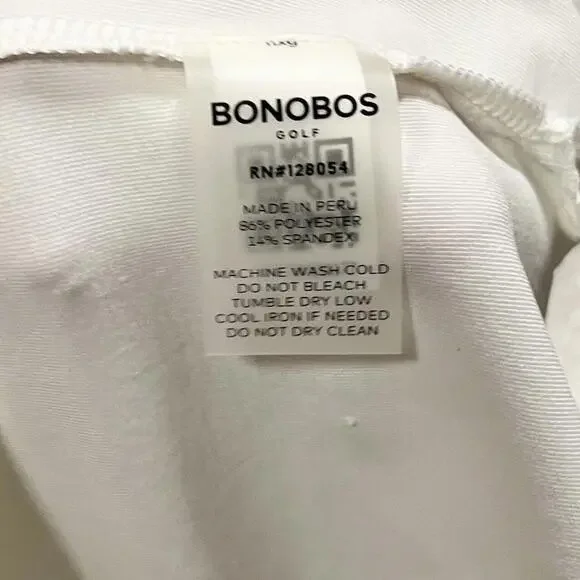 BONOBOS
GOLF
RN#128054
MADE IN PERU
86% POLYESTER
14% SPANDEX
MACHINE WASH COLD
DO NOT BLEACH
TUMBLE DRY LOW
COOL IRON IF NEEDED
DO NOT DRY CLEAN